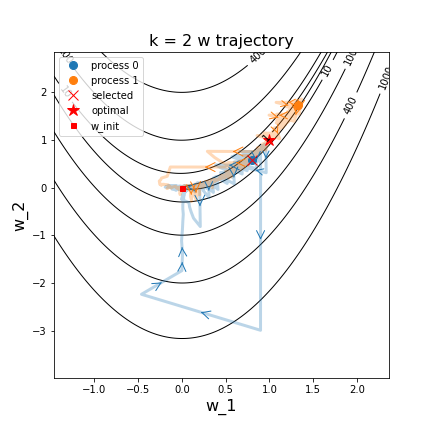 k = 2 w trajectory
process 0
process 1
selected
optimal
w_init
400
100
10
1000
400
1000
w_2
2
1
0
−1
−2
−3
−1.0
−0.5
0.0
0.5
1.0
1.5
2.0
w_1